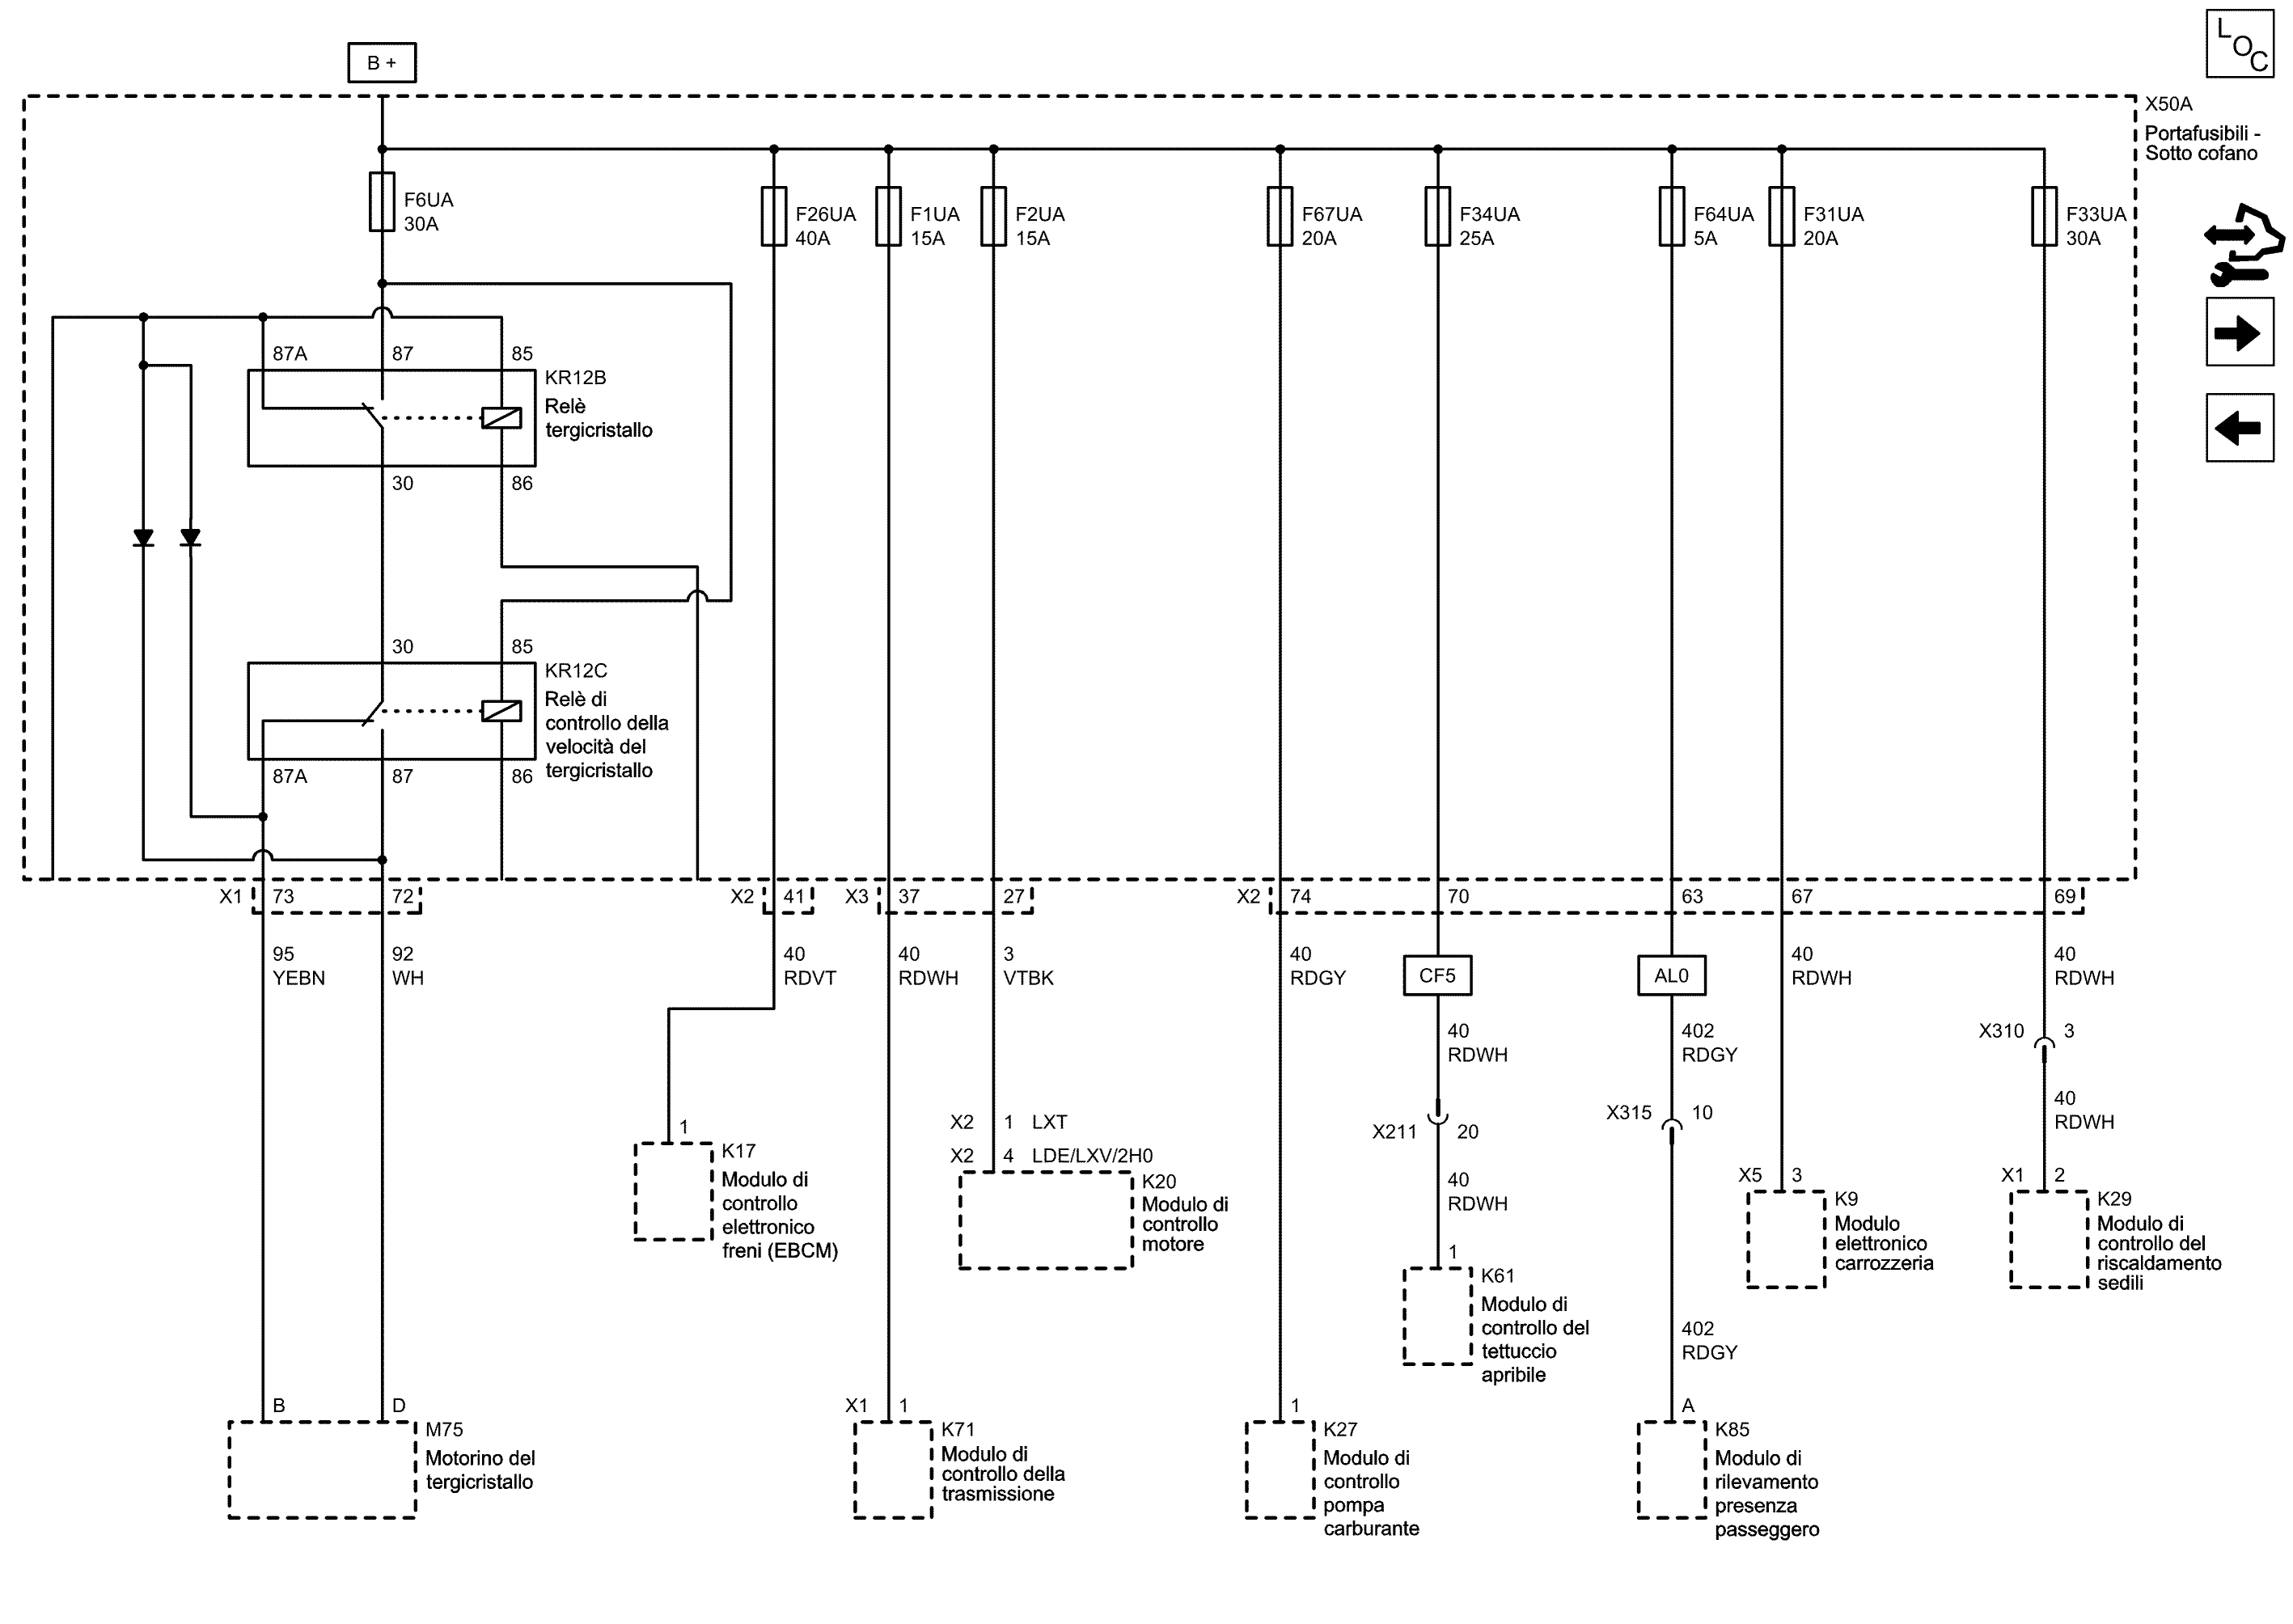 L
O
C
B +
X50A
Portafusibili -
Sotto cofano
F6UA
30A
F26UA
40A
F1UA
15A
F2UA
15A
F67UA
20A
F34UA
25A
F64UA
5A
F31UA
20A
F33UA
30A
87A 87 85
KR12B
Relè
tergicristallo
30 86
30 85
KR12C
Relè di
controllo della
velocità del
tergicristallo
87A 87 86
X1 73 72 X2 41 X3 37 27 X2 74 70 63 67 69
95
YEBN
92
WH
40
RDVT
40
RDWH
3
VTBK
40
RDGY
CF5
AL0
40
RDWH
40
RDWH
40
RDWH
402
RDGY
X310 3
X315 10
X211 20
40
RDWH
40
RDWH
X2 1 LXT
X2 4 LDE/LXV/2H0
1
K17
Modulo di
controllo
elettronico
freni (EBCM)
K20
Modulo di
controllo
motore
X5 3
K9
Modulo
elettronico
carrozzeria
X1 2
K29
Modulo di
controllo del
riscaldamento
sedili
1
K61
Modulo di
controllo del
tettuccio
apribile
402
RDGY
B D
M75
Motorino del
tergicristallo
X1 1
K71
Modulo di
controllo della
trasmissione
1
K27
Modulo di
controllo
pompa
carburante
A
K85
Modulo di
rilevamento
presenza
passeggero